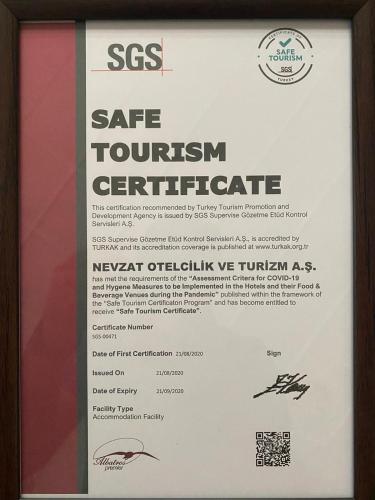 SGS
CERTIFICATE OF
SAFE
TOURISM
SGS
TURKEY
SAFE
TOURISM
CERTIFICATE
This certification recommended by Turkey Tourism Promotion and
Development Agency is issued by SGS Supervise Gözetme Etüd Kontrol
Servisleri A.Ş.
SGS Supervise Gözetme Etüd Kontrol Servisleri A.Ş., is accredited by
TURKAK and its accreditation coverage is published at www.turkak.org.tr
NEVZAT OTELCİLİK VE TURİZM A.Ş.
has met the requirements of the "Assessment Critera for COVID-19
and Hygene Measures to be Implemented in the Hotels and their Food &
Beverage Venues during the Pandemic" published within the framework of
the "Safe Tourism Certificaton Program" and has become entitled to
receive "Safe Tourism Certificate".
Certificate Number
SGS-00471
Date of First Certification 21/08/2020 Sign
Issued On 21/08/2020
Date of Expiry 21/09/2020
Facility Type
Accommodation Facility
Albatros
premier